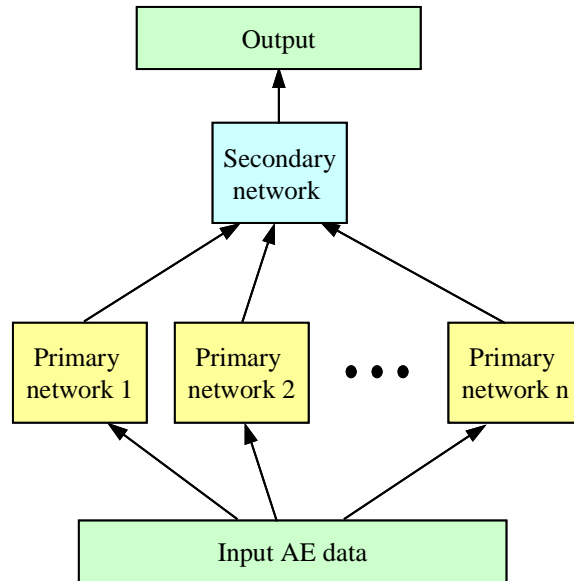 Output
Secondary
network
Primary
network 1
Primary
network 2
Primary
network n
Input AE data